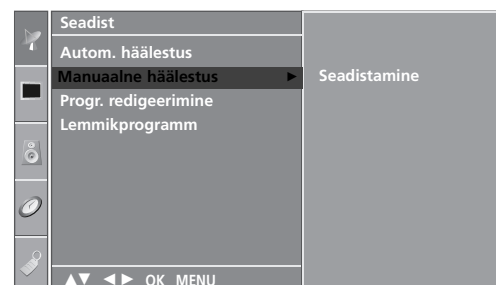 Seadist
Autom. häälestus
Manuaalne häälestus ► Seadistamine
Progr. redigeerimine
Lemmikprogramm
▲▼ ◄► OK MENU